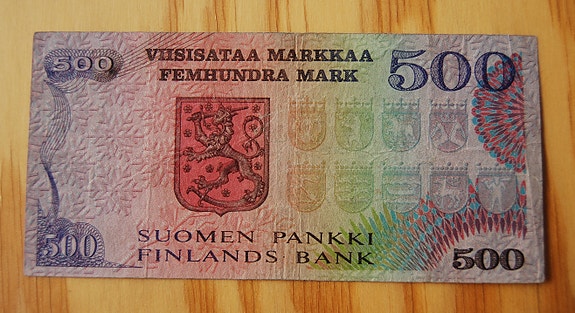 500
VIISISATAA MARKKAA
FEMHUNDRA MARK
500
500
SUOMEN PANKKI
FINLANDS BANK
500